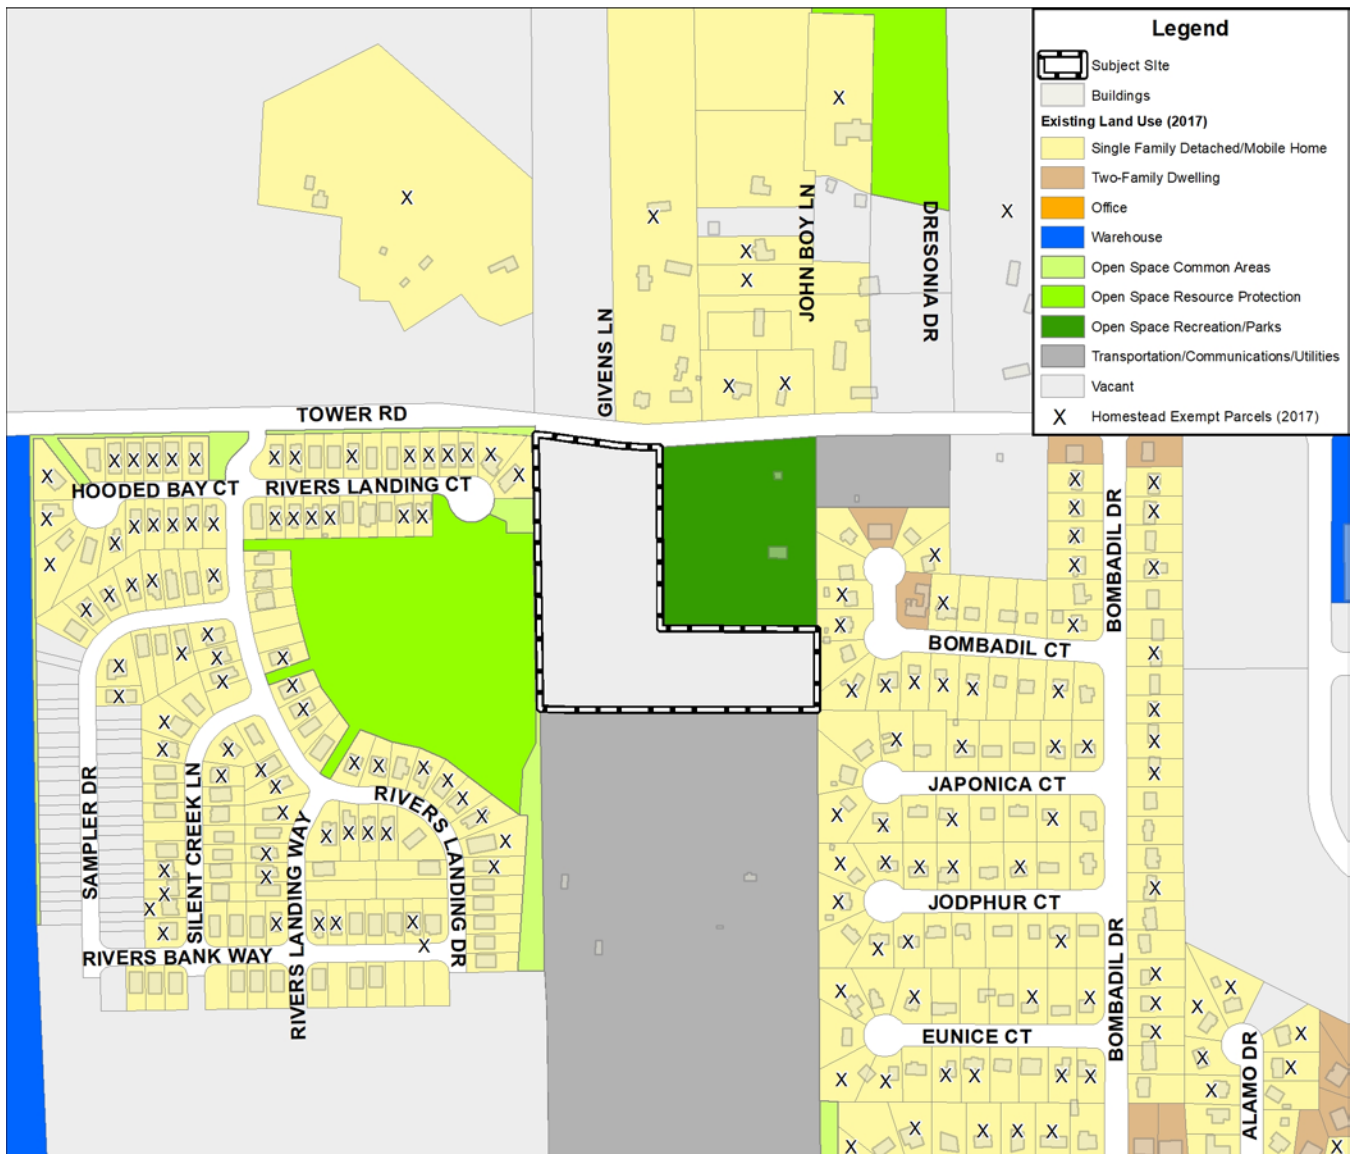 Legend
Subject SIte
Buildings
Existing Land Use (2017)
Single Family Detached/Mobile Home
Two-Family Dwelling
Office
Warehouse
Open Space Common Areas
Open Space Resource Protection
Open Space Recreation/Parks
Transportation/Communications/Utilities
Vacant
X Homestead Exempt Parcels (2017)
JOHN BOY LN
DRESONIA DR
GIVENS LN
TOWER RD
HOODED BAY CT
RIVERS LANDING CT
BOMBADIL DR
BOMBADIL CT
JAPONICA CT
SAMPLER DR
SILENT CREEK LN
RIVERS LANDING WAY
RIVERS LANDING DR
JODPHUR CT
RIVERS BANK WAY
BOMBADIL DR
EUNICE CT
ALAMO DR